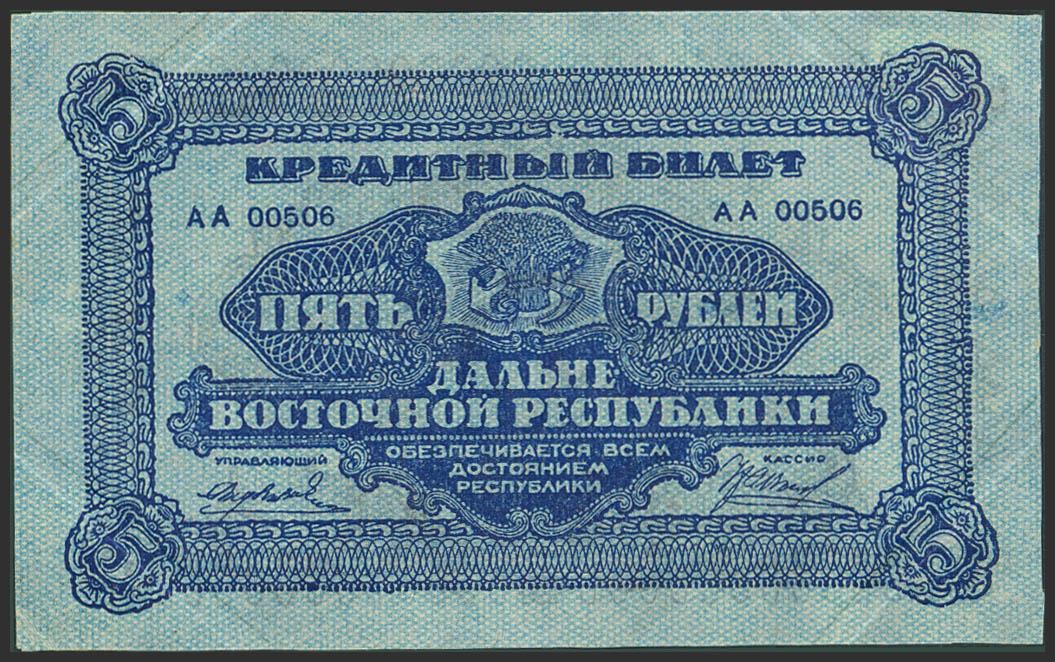 5 5
КРЕДИТНЫЙ БИЛЕТ
АА 00506 АА 00506
ПЯТЬ РУБЛЕЙ
ДАЛЬНЕ
ВОСТОЧНОЙ РЕСПУБЛИКИ
ОБЕЗПЕЧИВАЕТСЯ ВСЕМ
ДОСТОЯНИЕМ
РЕСПУБЛИКИ
УПРАВЛЯЮЩИЙ КАССИР
5 5